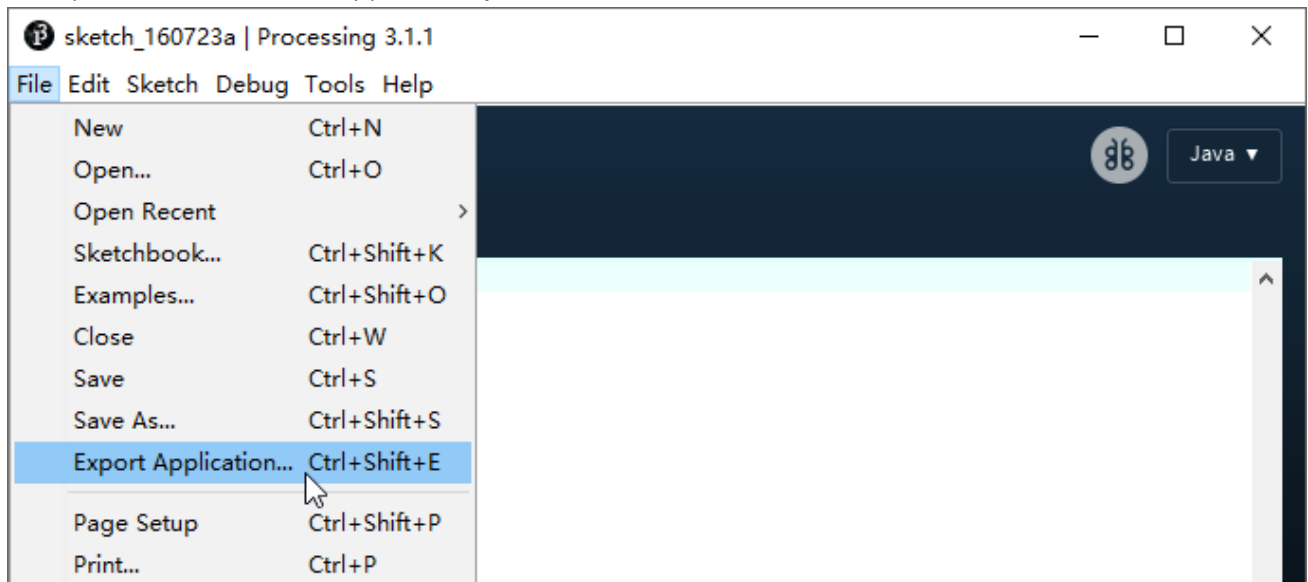 sketch_160723a | Processing 3.1.1
File Edit Sketch Debug Tools Help
New Ctrl+N
Java ▼
Open... Ctrl+O
Open Recent >
Sketchbook... Ctrl+Shift+K
Examples... Ctrl+Shift+O
Close Ctrl+W
Save Ctrl+S
Save As... Ctrl+Shift+S
Export Application... Ctrl+Shift+E
Page Setup Ctrl+Shift+P
Print... Ctrl+P